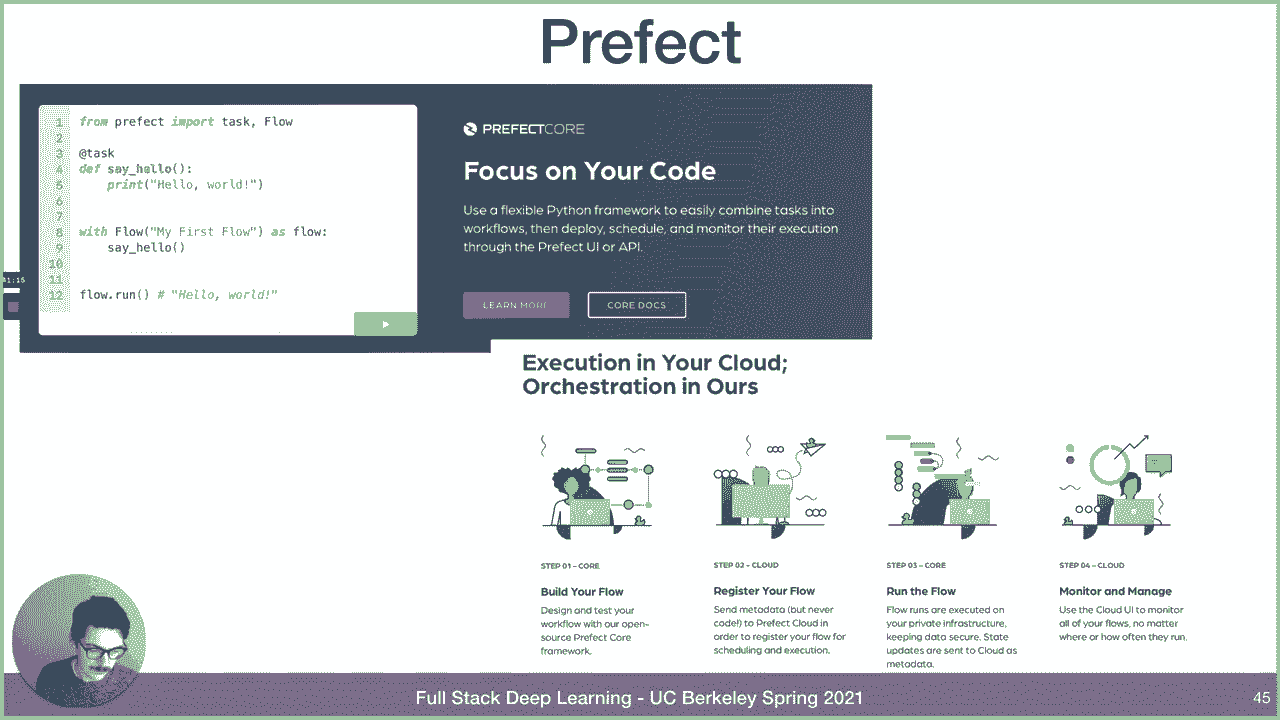 Prefect
1 from prefect import task, Flow
2
3 @task
4 def say_hello():
5 print("Hello, world!")
6
7
8 with Flow("My First Flow") as flow:
9 say_hello()
10
11
12 flow.run() # "Hello, world!"
PREFECTCORE
Focus on Your Code
Use a flexible Python framework to easily combine tasks into
workflows, then deploy, schedule, and monitor their execution
through the Prefect UI or API.
LEARN MORE
CORE DOCS
Execution in Your Cloud;
Orchestration in Ours
STEP 01 – CORE
Build Your Flow
Design and test your
workflow with our open-
source Prefect Core
framework.
STEP 02 - CLOUD
Register Your Flow
Send metadata (but never
code!) to Prefect Cloud in
order to register your flow for
scheduling and execution.
STEP 03 – CORE
Run the Flow
Flow runs are executed on
your private infrastructure,
keeping data secure. State
updates are sent to Cloud as
metadata.
STEP 04 – CLOUD
Monitor and Manage
Use the Cloud UI to monitor
all of your flows, no matter
where or how often they run.
Full Stack Deep Learning - UC Berkeley Spring 2021
45